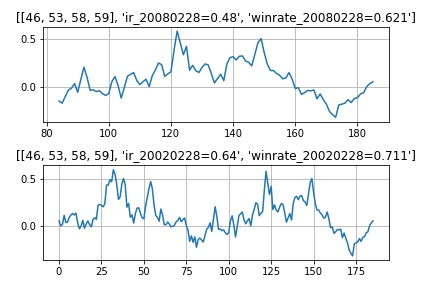 [[46, 53, 58, 59], 'ir_20080228=0.48', 'winrate_20080228=0.621']
0.5
0.0
80 100 120 140 160 180
[[46, 53, 58, 59], 'ir_20020228=0.64', 'winrate_20020228=0.711']
0.5
0.0
0 25 50 75 100 125 150 175